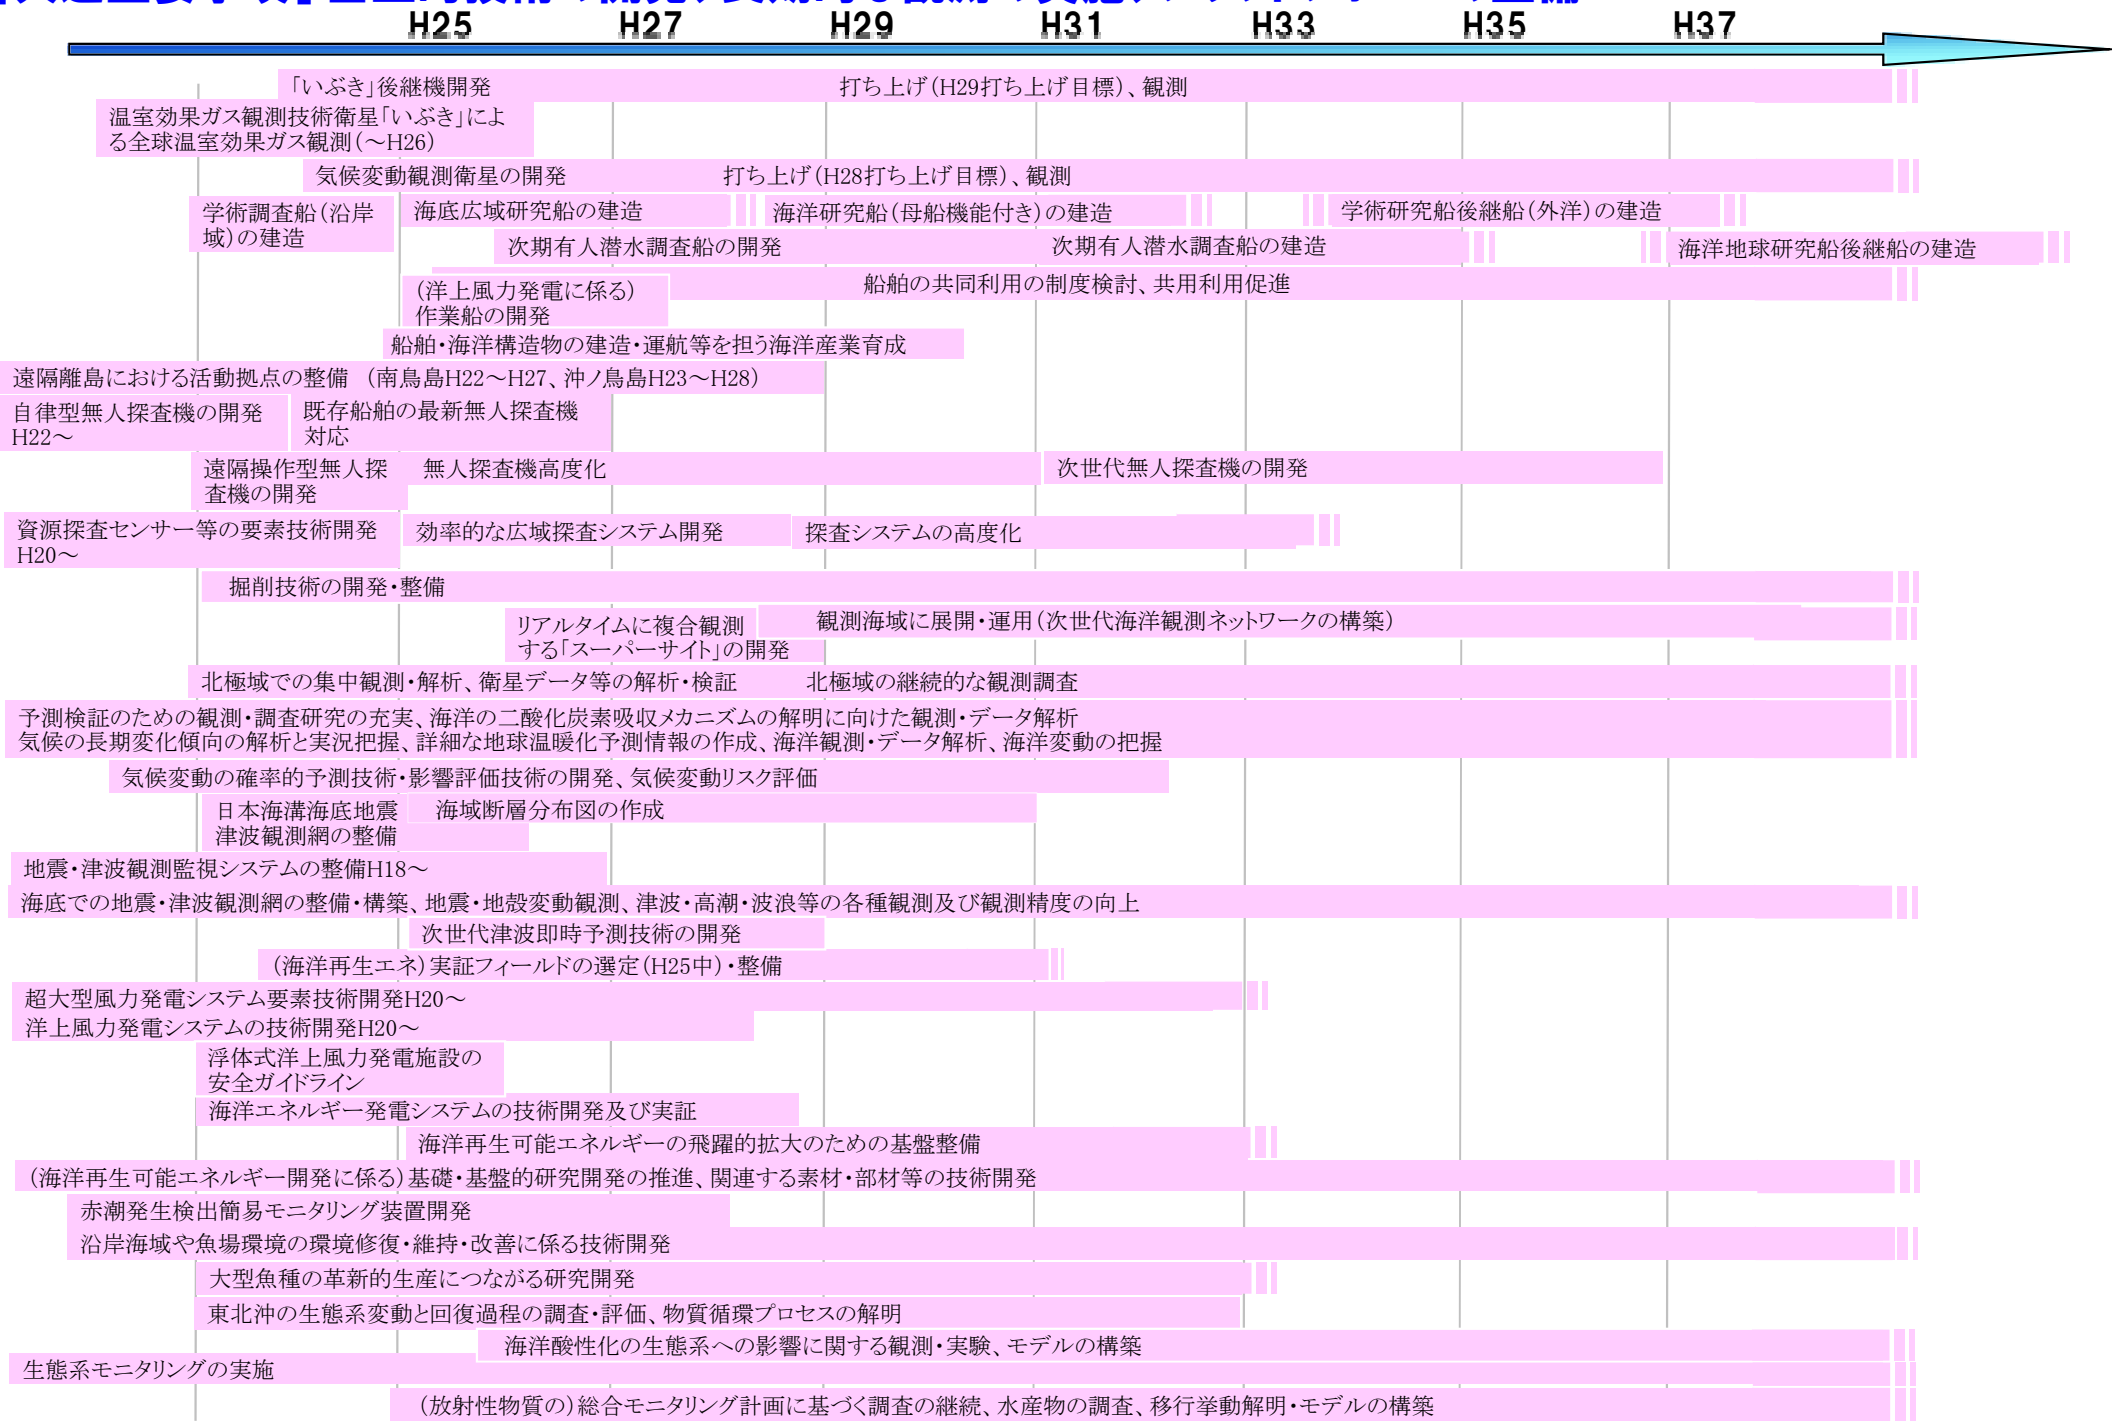 H25 H27 H29 H31 H33 H35 H37
「いぶき」後継機開発 打ち上げ(H29打ち上げ目標)、観測
温室効果ガス観測技術衛星「いぶき」によ
る全球温室効果ガス観測(～H26)
気候変動観測衛星の開発 打ち上げ(H28打ち上げ目標)、観測
学術調査船(沿岸
域)の建造
海底広域研究船の建造
海洋研究船(母船機能付き)の建造
学術研究船後継船(外洋)の建造
次期有人潜水調査船の開発 次期有人潜水調査船の建造
海洋地球研究船後継船の建造
(洋上風力発電に係る)
作業船の開発
船舶の共同利用の制度検討、共用利用促進
船舶・海洋構造物の建造・運航等を担う海洋産業育成
遠隔離島における活動拠点の整備 (南鳥島H22～H27、沖ノ鳥島H23～H28)
自律型無人探査機の開発
H22～
既存船舶の最新無人探査機
対応
遠隔操作型無人探
査機の開発
無人探査機高度化
次世代無人探査機の開発
資源探査センサー等の要素技術開発
H20～
効率的な広域探査システム開発
探査システムの高度化
掘削技術の開発・整備
リアルタイムに複合観測
する「スーパーサイト」の開発
観測海域に展開・運用(次世代海洋観測ネットワークの構築)
北極域での集中観測・解析、衛星データ等の解析・検証 北極域の継続的な観測調査
予測検証のための観測・調査研究の充実、海洋の二酸化炭素吸収メカニズムの解明に向けた観測・データ解析
気候の長期変化傾向の解析と実況把握、詳細な地球温暖化予測情報の作成、海洋観測・データ解析、海洋変動の把握
気候変動の確率的予測技術・影響評価技術の開発、気候変動リスク評価
日本海溝海底地震
津波観測網の整備
海域断層分布図の作成
地震・津波観測監視システムの整備H18～
海底での地震・津波観測網の整備・構築、地震・地殻変動観測、津波・高潮・波浪等の各種観測及び観測精度の向上
次世代津波即時予測技術の開発
(海洋再生エネ)実証フィールドの選定(H25中)・整備
超大型風力発電システム要素技術開発H20～
洋上風力発電システムの技術開発H20～
浮体式洋上風力発電施設の
安全ガイドライン
海洋エネルギー発電システムの技術開発及び実証
海洋再生可能エネルギーの飛躍的拡大のための基盤整備
(海洋再生可能エネルギー開発に係る)基礎・基盤的研究開発の推進、関連する素材・部材等の技術開発
赤潮発生検出簡易モニタリング装置開発
沿岸海域や魚場環境の環境修復・維持・改善に係る技術開発
大型魚種の革新的生産につながる研究開発
東北沖の生態系変動と回復過程の調査・評価、物質循環プロセスの解明
海洋酸性化の生態系への影響に関する観測・実験、モデルの構築
生態系モニタリングの実施
(放射性物質の)総合モニタリング計画に基づく調査の継続、水産物の調査、移行挙動解明・モデルの構築